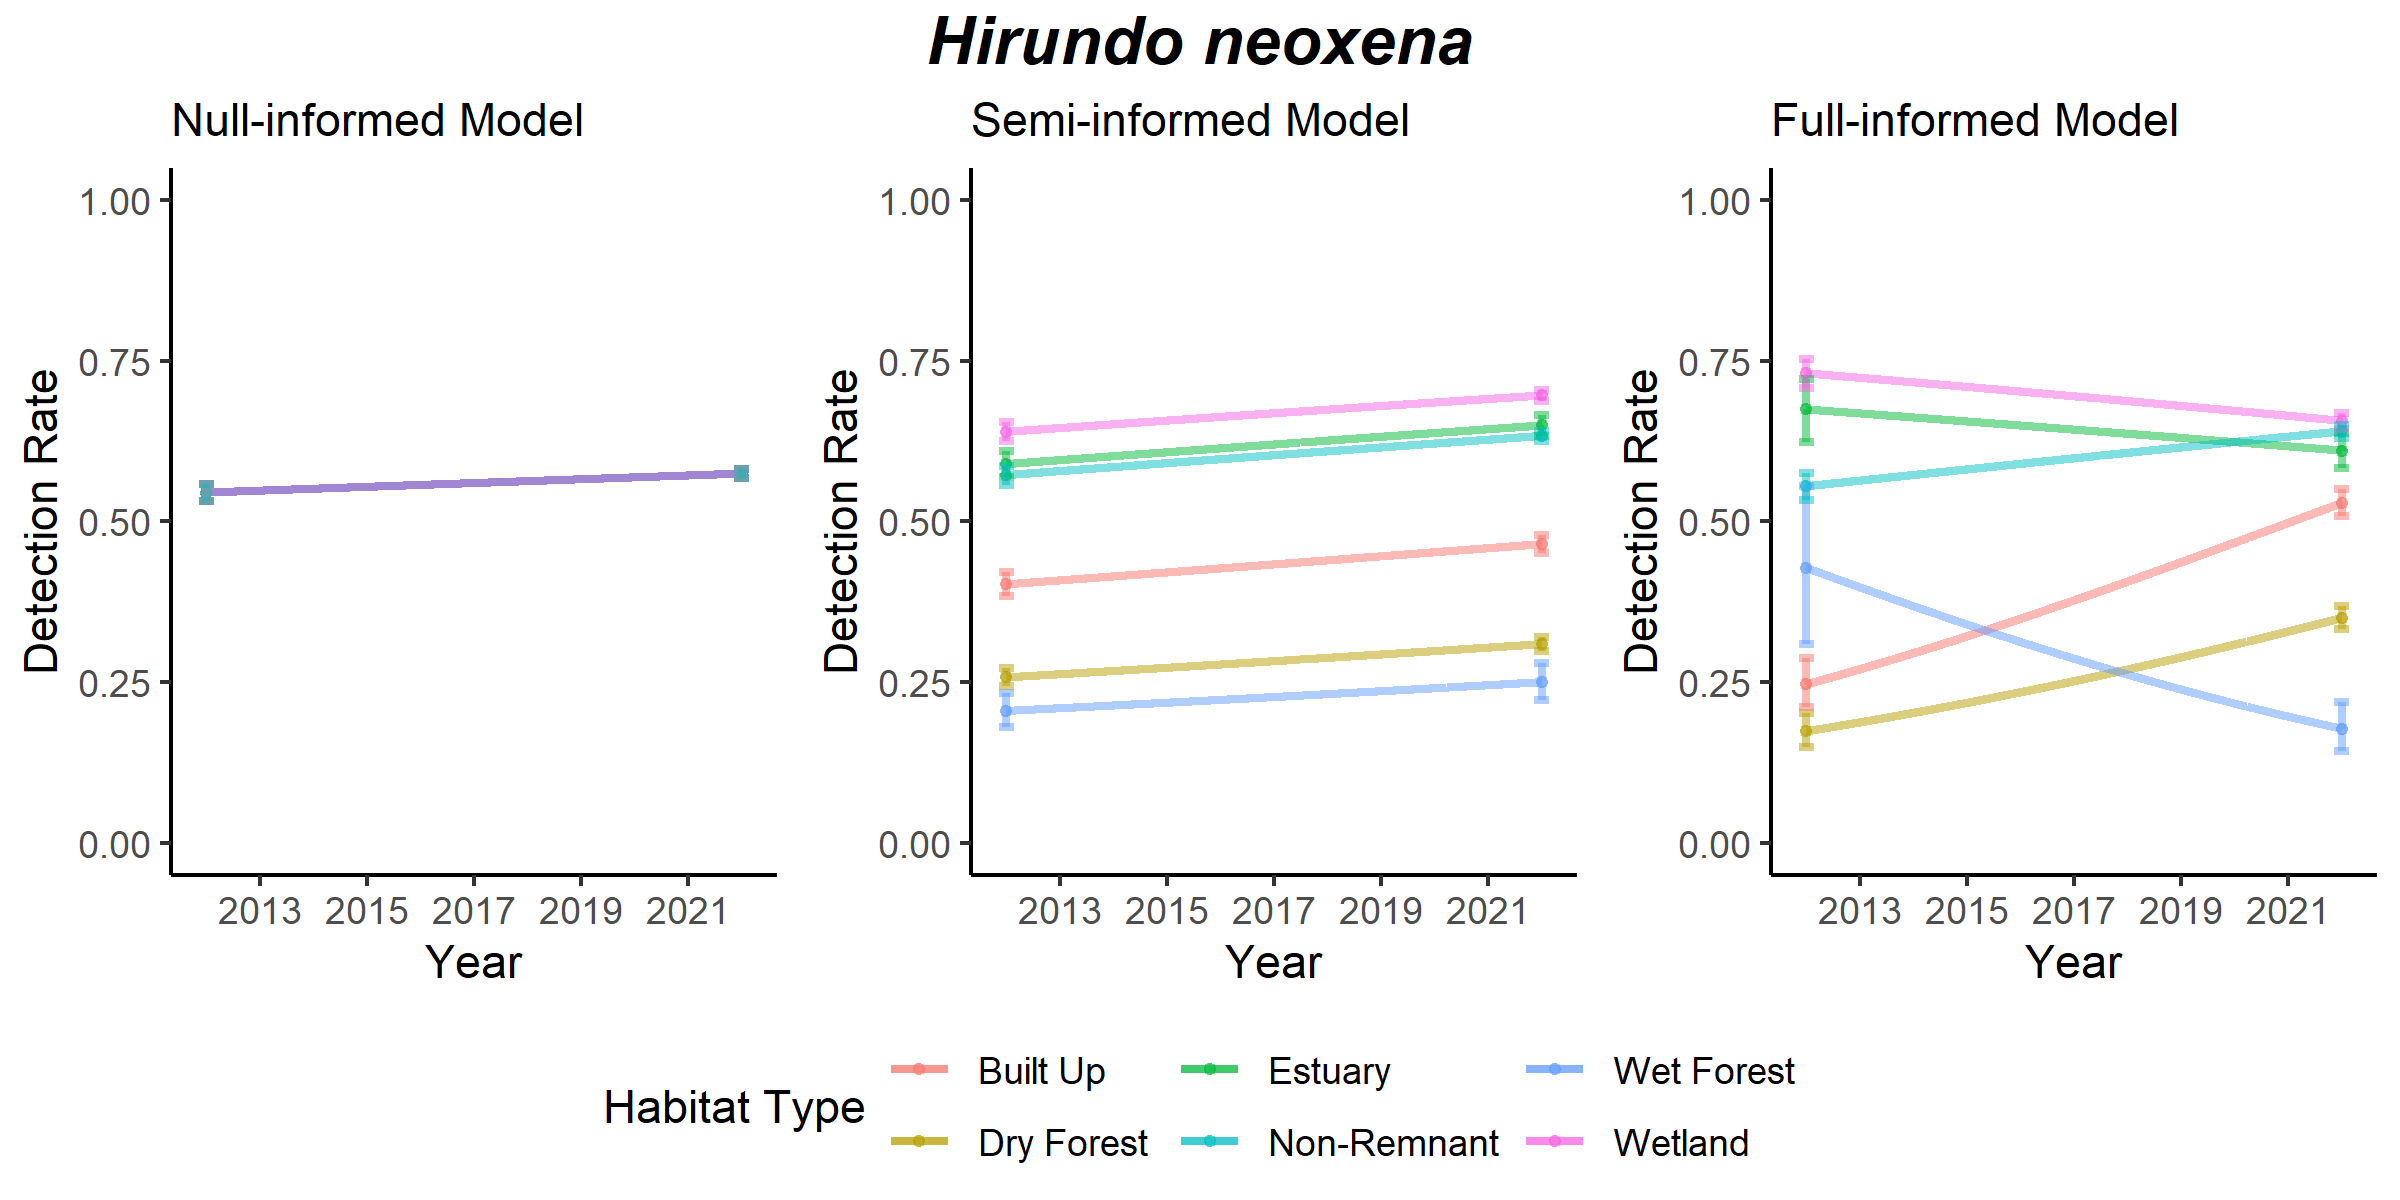 Hirundo neoxena
Null-informed Model
Semi-informed Model
Full-informed Model
1.00
0.75
0.50
0.25
0.00
Detection Rate
2013 2015 2017 2019 2021
Year
1.00
0.75
0.50
0.25
0.00
Detection Rate
2013 2015 2017 2019 2021
Year
1.00
0.75
0.50
0.25
0.00
Detection Rate
2013 2015 2017 2019 2021
Year
Habitat Type
Built Up
Estuary
Wet Forest
Dry Forest
Non-Remnant
Wetland